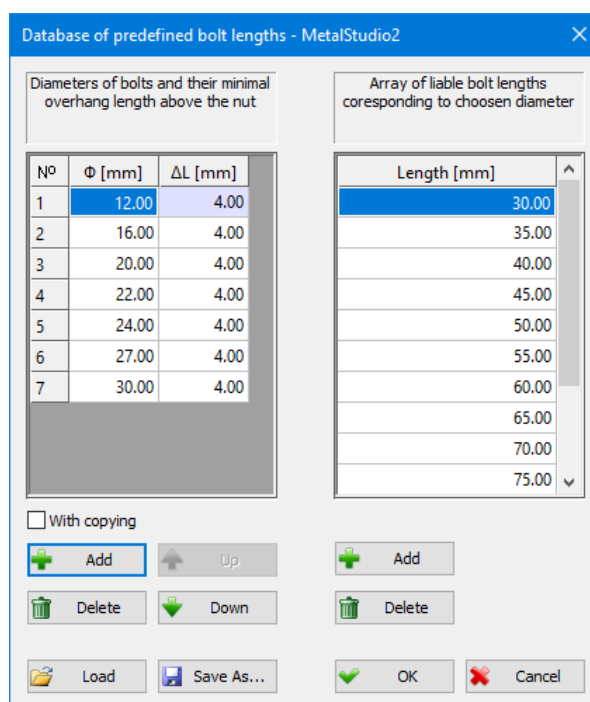 Database of predefined bolt lengths - MetalStudio2
Diameters of bolts and their minimal
overhang length above the nut
Array of liable bolt lengths
coresponding to choosen diameter
Nº Φ [mm] ΔL [mm]
1 12.00 4.00
2 16.00 4.00
3 20.00 4.00
4 22.00 4.00
5 24.00 4.00
6 27.00 4.00
7 30.00 4.00
Length [mm]
30.00
35.00
40.00
45.00
50.00
55.00
60.00
65.00
70.00
75.00
With copying
Add Up Add
Delete Down Delete
Load Save As... OK Cancel